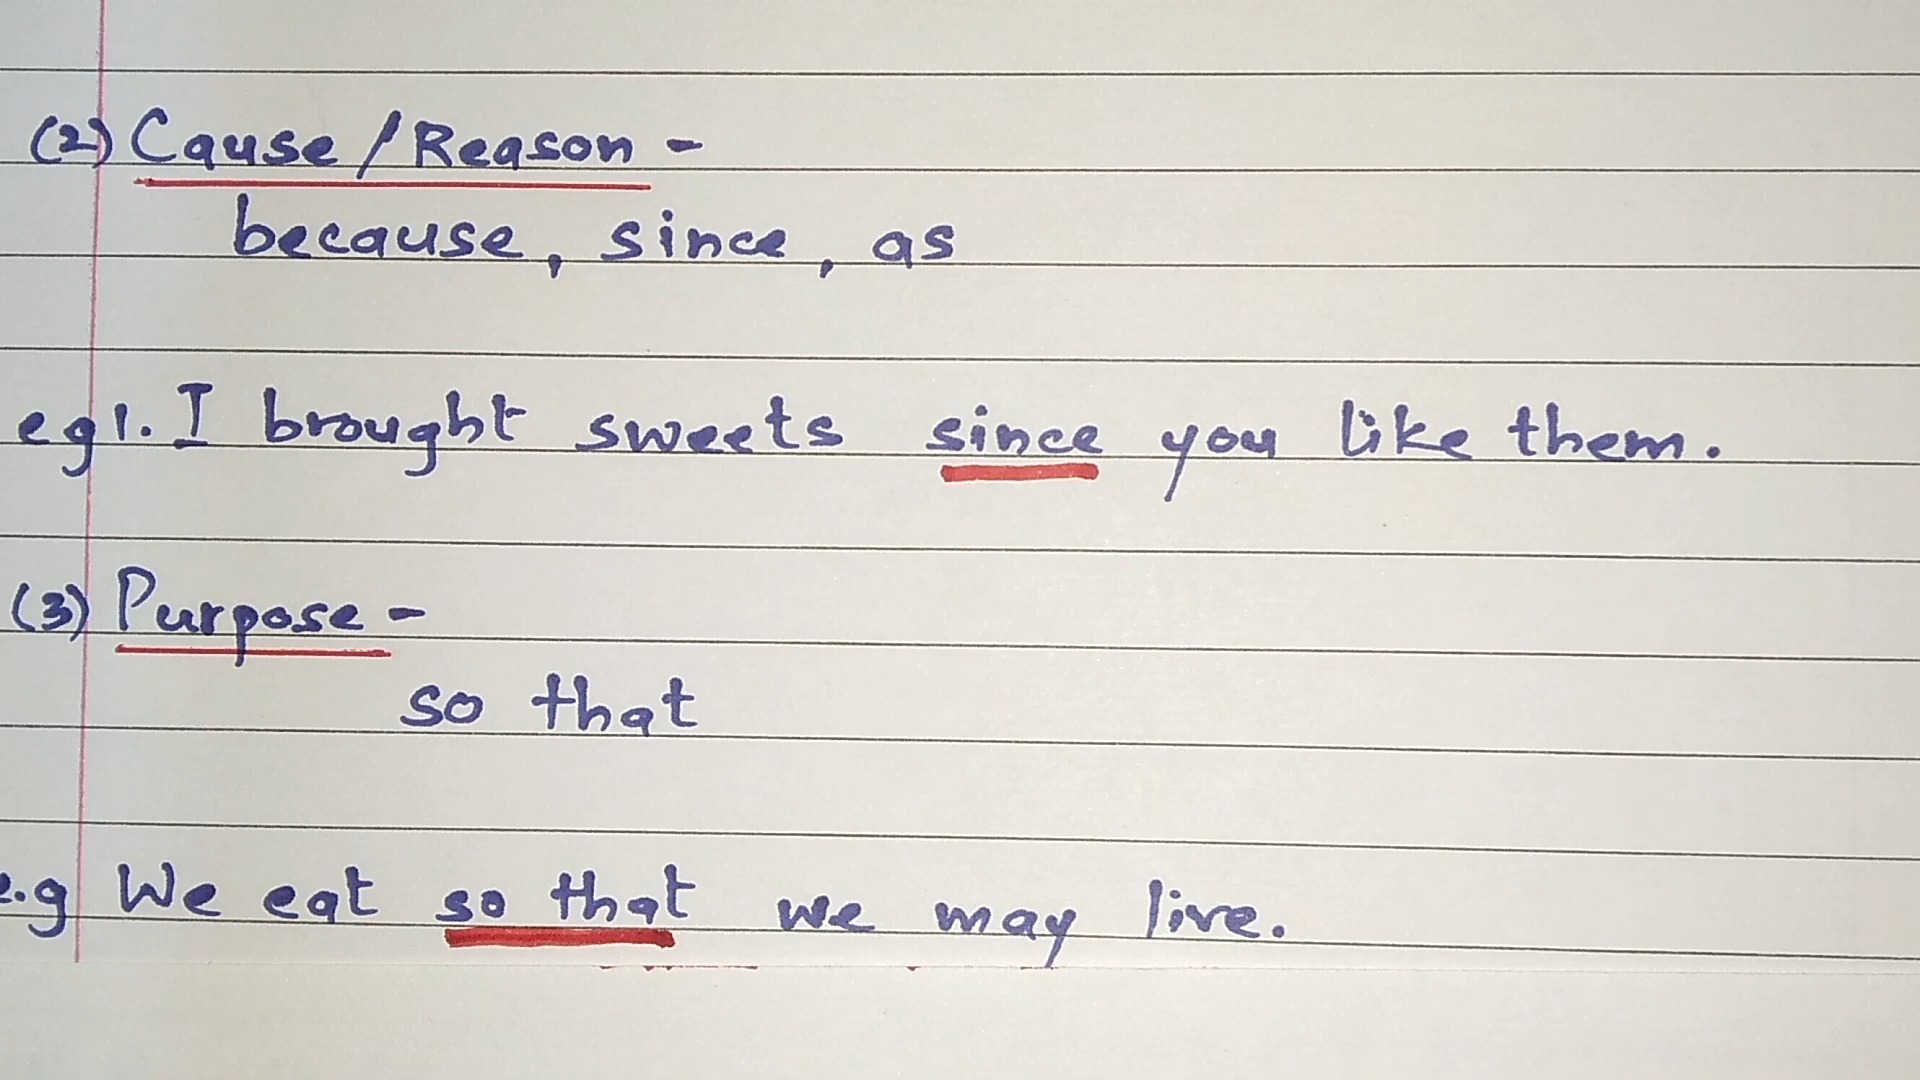 (2) Cause / Reason -
because, since, as
eg1. I brought sweets since you like them.
(3) Purpose -
so that
e.g We eat so that we may live.